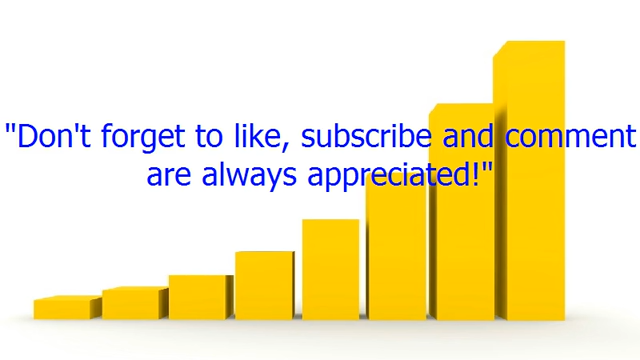 "Don't forget to like, subscribe and comment
are always appreciated!"